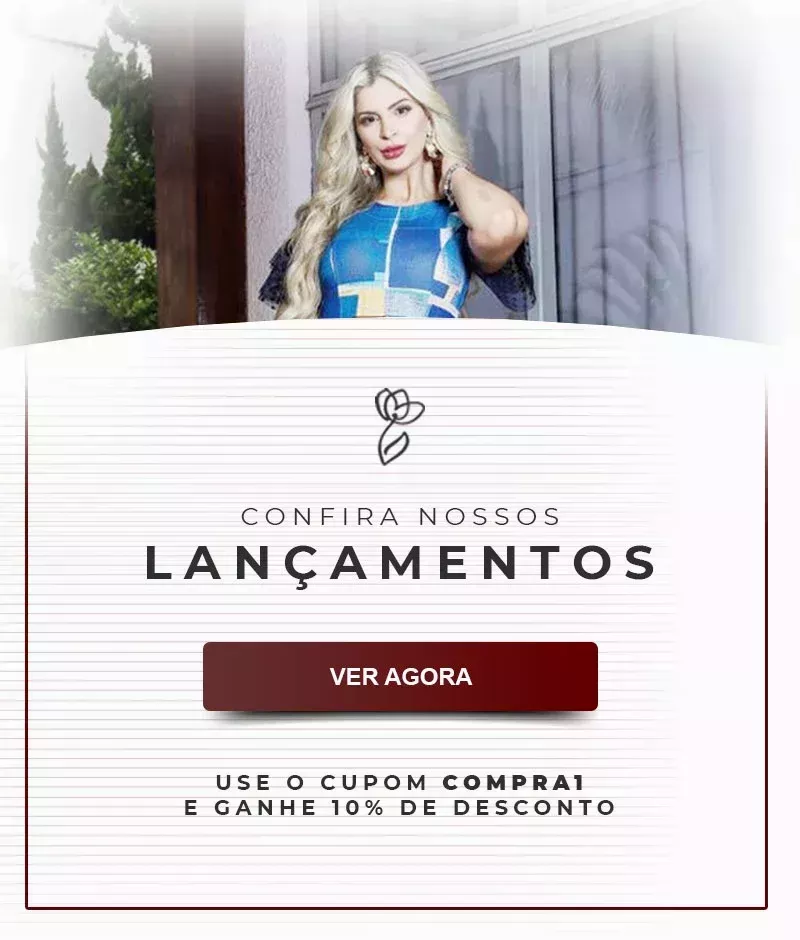 CONFIRA NOSSOS
LANÇAMENTOS
VER AGORA
USE O CUPOM COMPRA1
E GANHE 10% DE DESCONTO